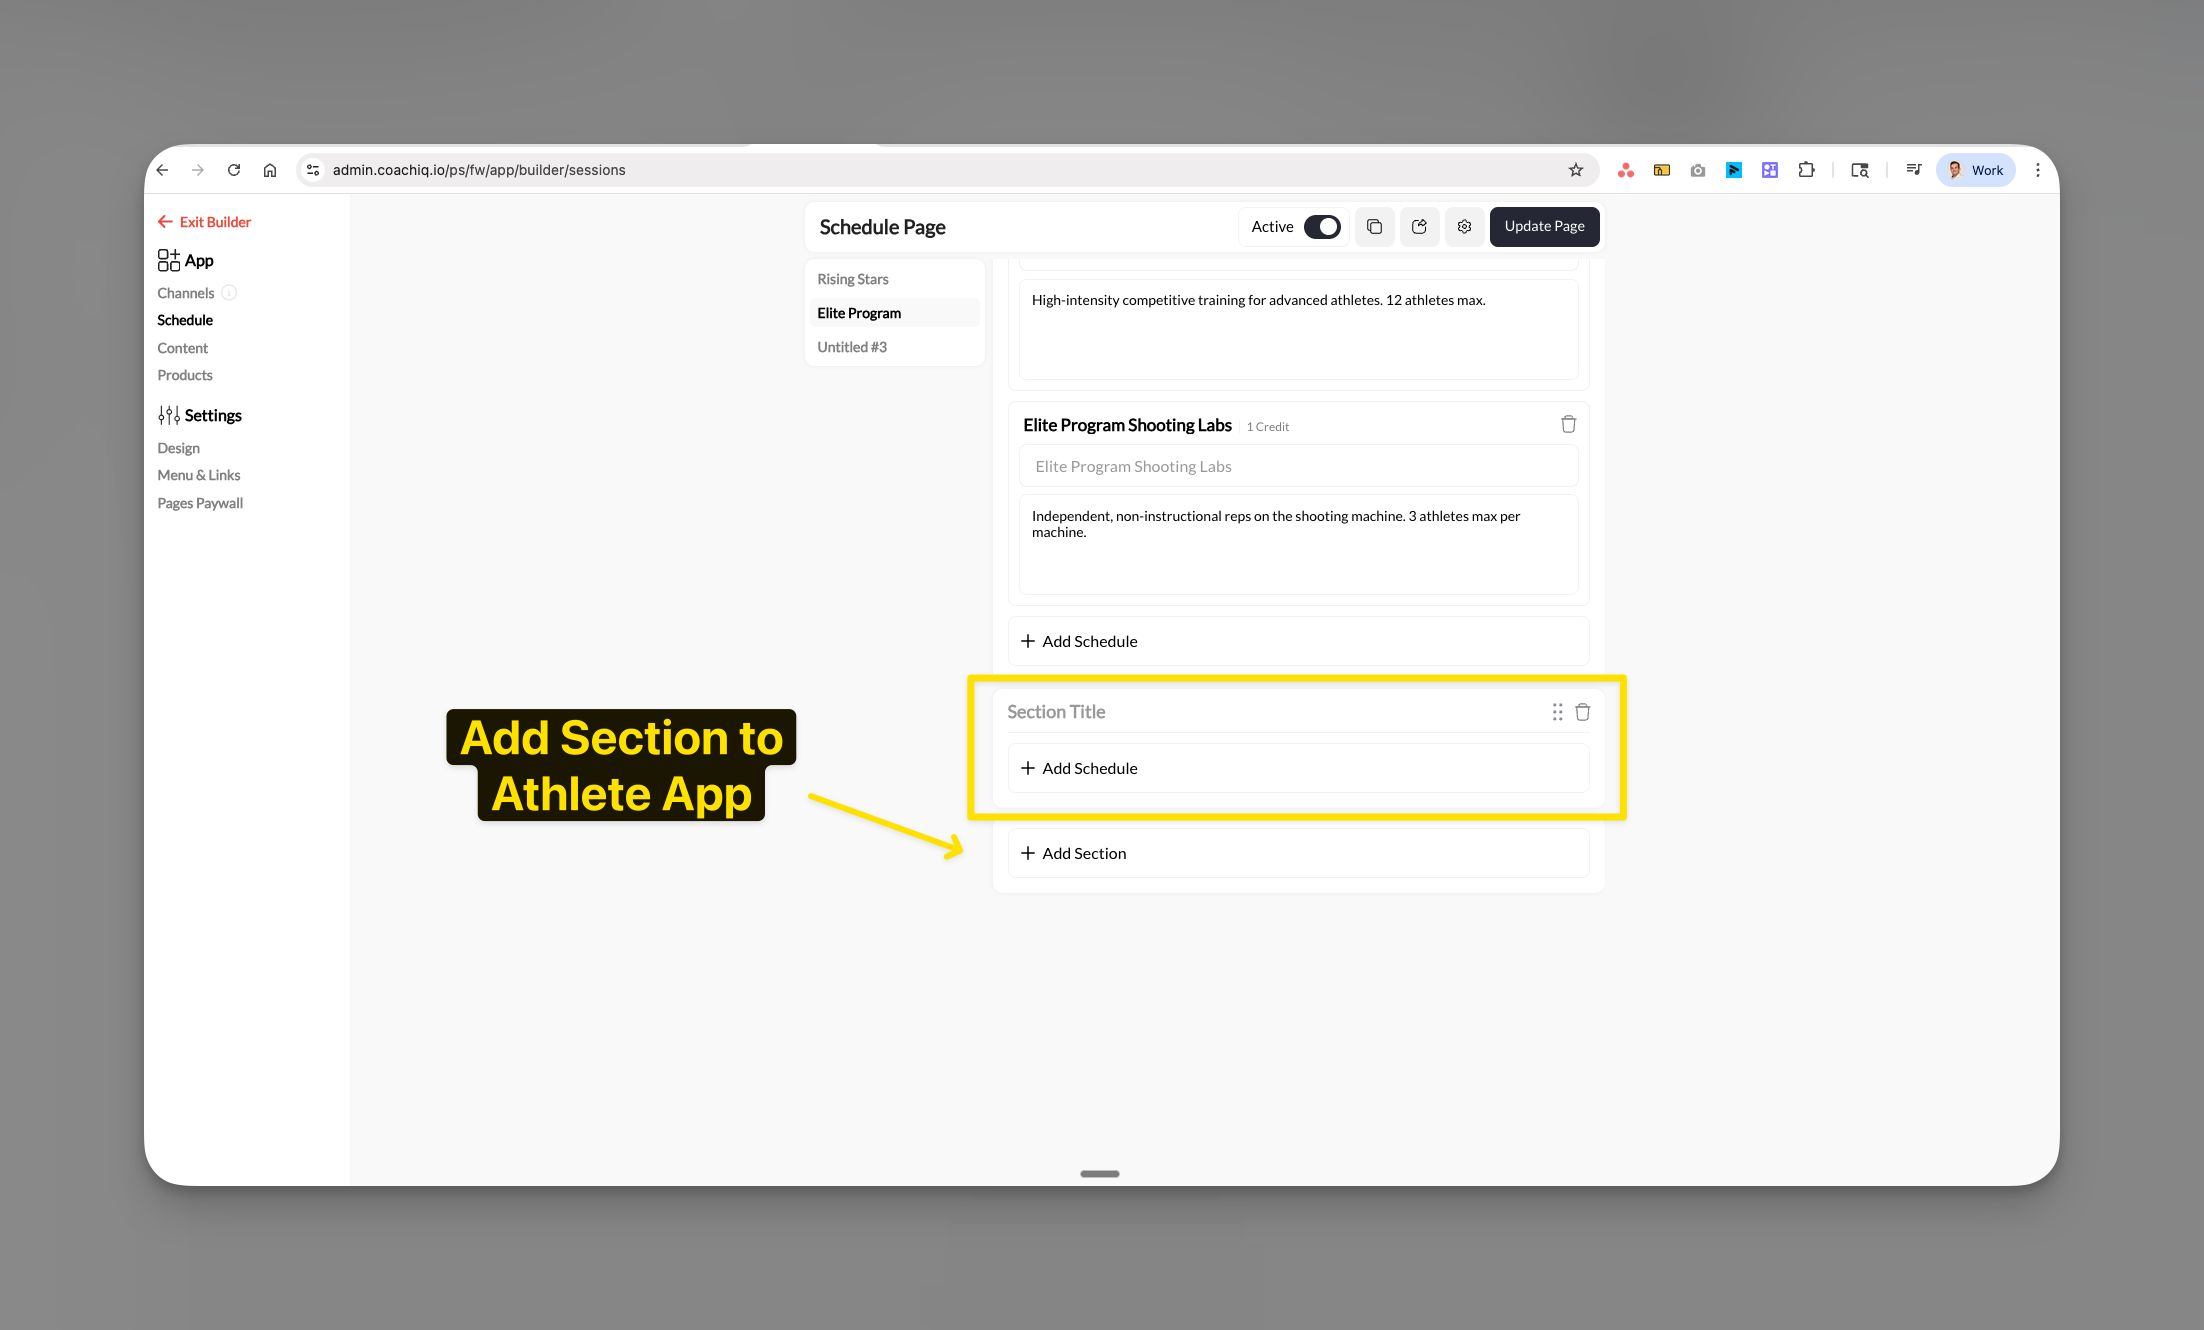 admin.coachiq.io/ps/fw/app/builder/sessions
Work
Exit Builder
App
Channels
Schedule
Content
Products
Settings
Design
Menu & Links
Pages Paywall
Schedule Page
Active
Update Page
Rising Stars
Elite Program
Untitled #3
High-intensity competitive training for advanced athletes. 12 athletes max.
Elite Program Shooting Labs
1 Credit
Elite Program Shooting Labs
Independent, non-instructional reps on the shooting machine. 3 athletes max per
machine.
+ Add Schedule
Section Title
+ Add Schedule
+ Add Section
Add Section to
Athlete App